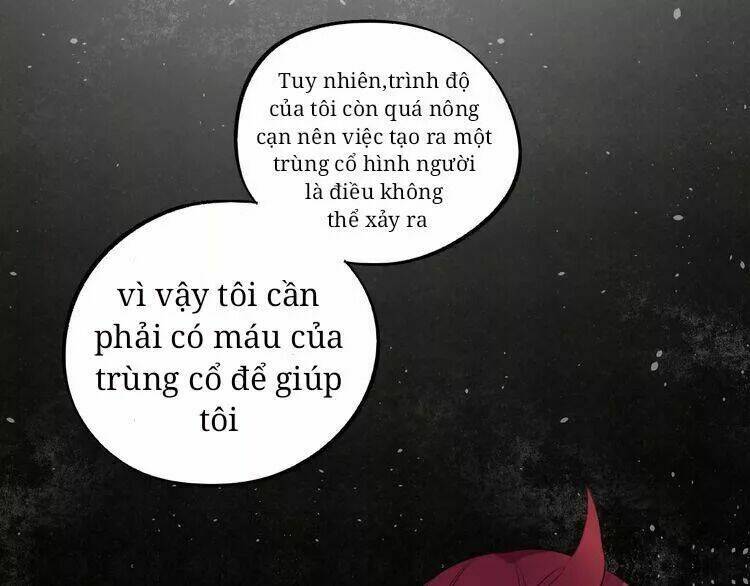 Tuy nhiên,trình độ
của tôi còn quá nông
cạn nên việc tạo ra một
trùng cổ hình người
là điều không
thể xảy ra
vì vậy tôi cần
phải có máu của
trùng cổ để giúp
tôi